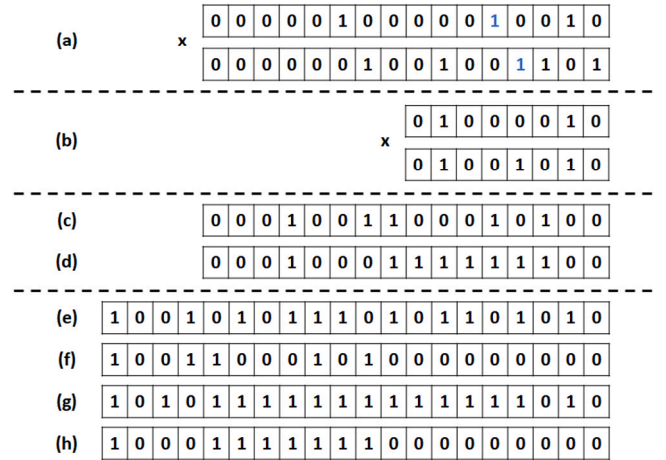 0 0 0 0 0 1 0 0 0 0 0 1 0 0 1 0
(a) x
0 0 0 0 0 0 1 0 0 1 0 0 1 1 0 1
0 1 0 0 0 0 1 0
(b) x
0 1 0 0 1 0 1 0
(c) 0 0 0 1 0 0 1 1 0 0 0 1 0 1 0 0
(d) 0 0 0 1 0 0 0 1 1 1 1 1 1 1 0 0
(e) 1 0 0 1 0 1 0 1 1 1 0 1 0 1 1 0 1 0 1 0
(f) 1 0 0 1 1 0 0 0 1 0 1 0 0 0 0 0 0 0 0 0
(g) 1 0 1 0 1 1 1 1 1 1 1 1 1 1 1 1 1 0 1 0
(h) 1 0 0 0 1 1 1 1 1 1 1 0 0 0 0 0 0 0 0 0